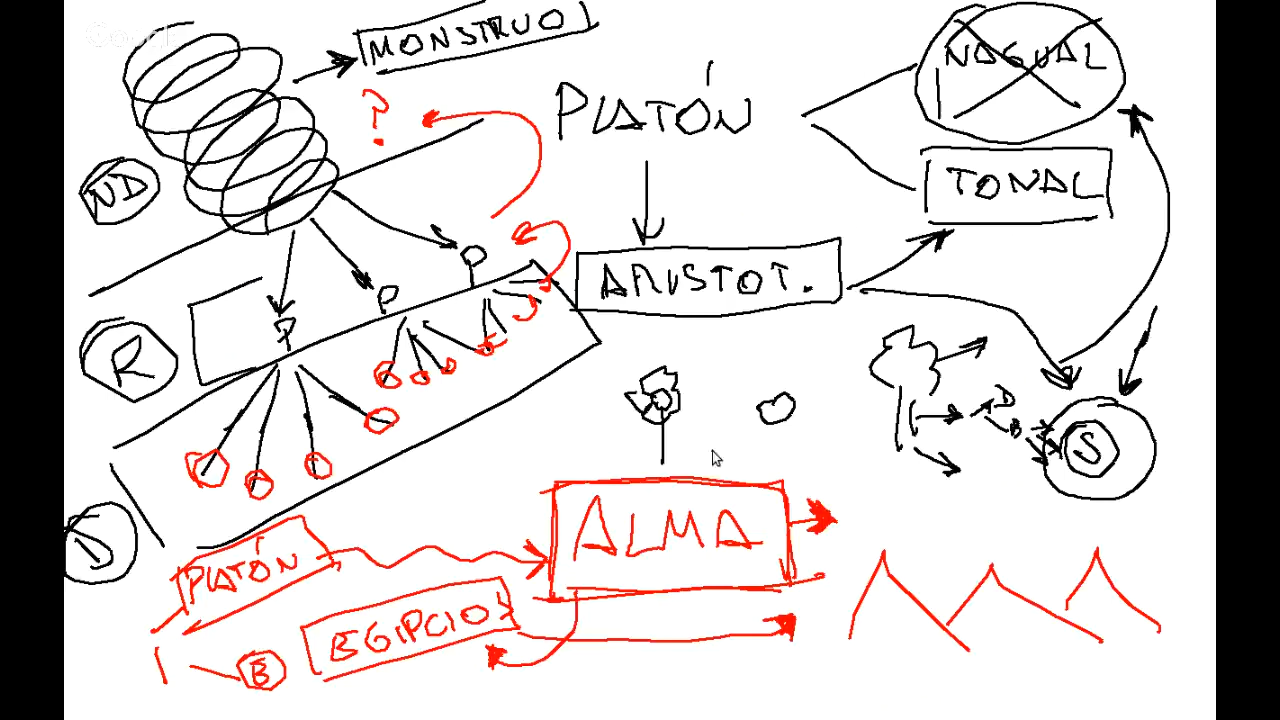 MONSTRUO
?
PLATÓN
NAGUAL
TONAL
ND
P
P
P
ARISTOT.
R
D
B
S
D
ALMA
PLATÓN
EGIPCIO
B